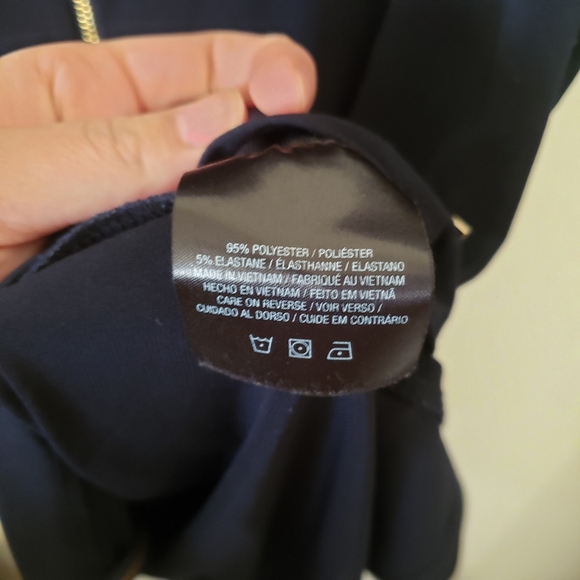 95% POLYESTER / POLIÉSTER
5% ELASTANE / ÉLASTHANNE / ELASTANO
MADE IN VIETNAM / FABRIQUÉ AU VIETNAM
HECHO EN VIETNAM / FEITO EM VIETNÃ
CARE ON REVERSE / VOIR VERSO /
CUIDADO AL DORSO / CUIDE EM CONTRÁRIO